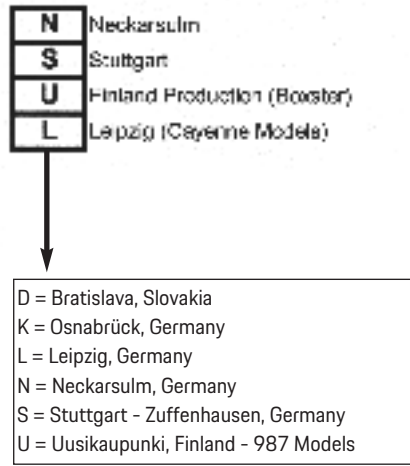 N Neckarsulm
S Stuttgart
U Finland Production (Boxster)
L Leipzig (Cayenne Models)
D = Bratislava, Slovakia
K = Osnabrück, Germany
L = Leipzig, Germany
N = Neckarsulm, Germany
S = Stuttgart - Zuffenhausen, Germany
U = Uusikaupunki, Finland - 987 Models